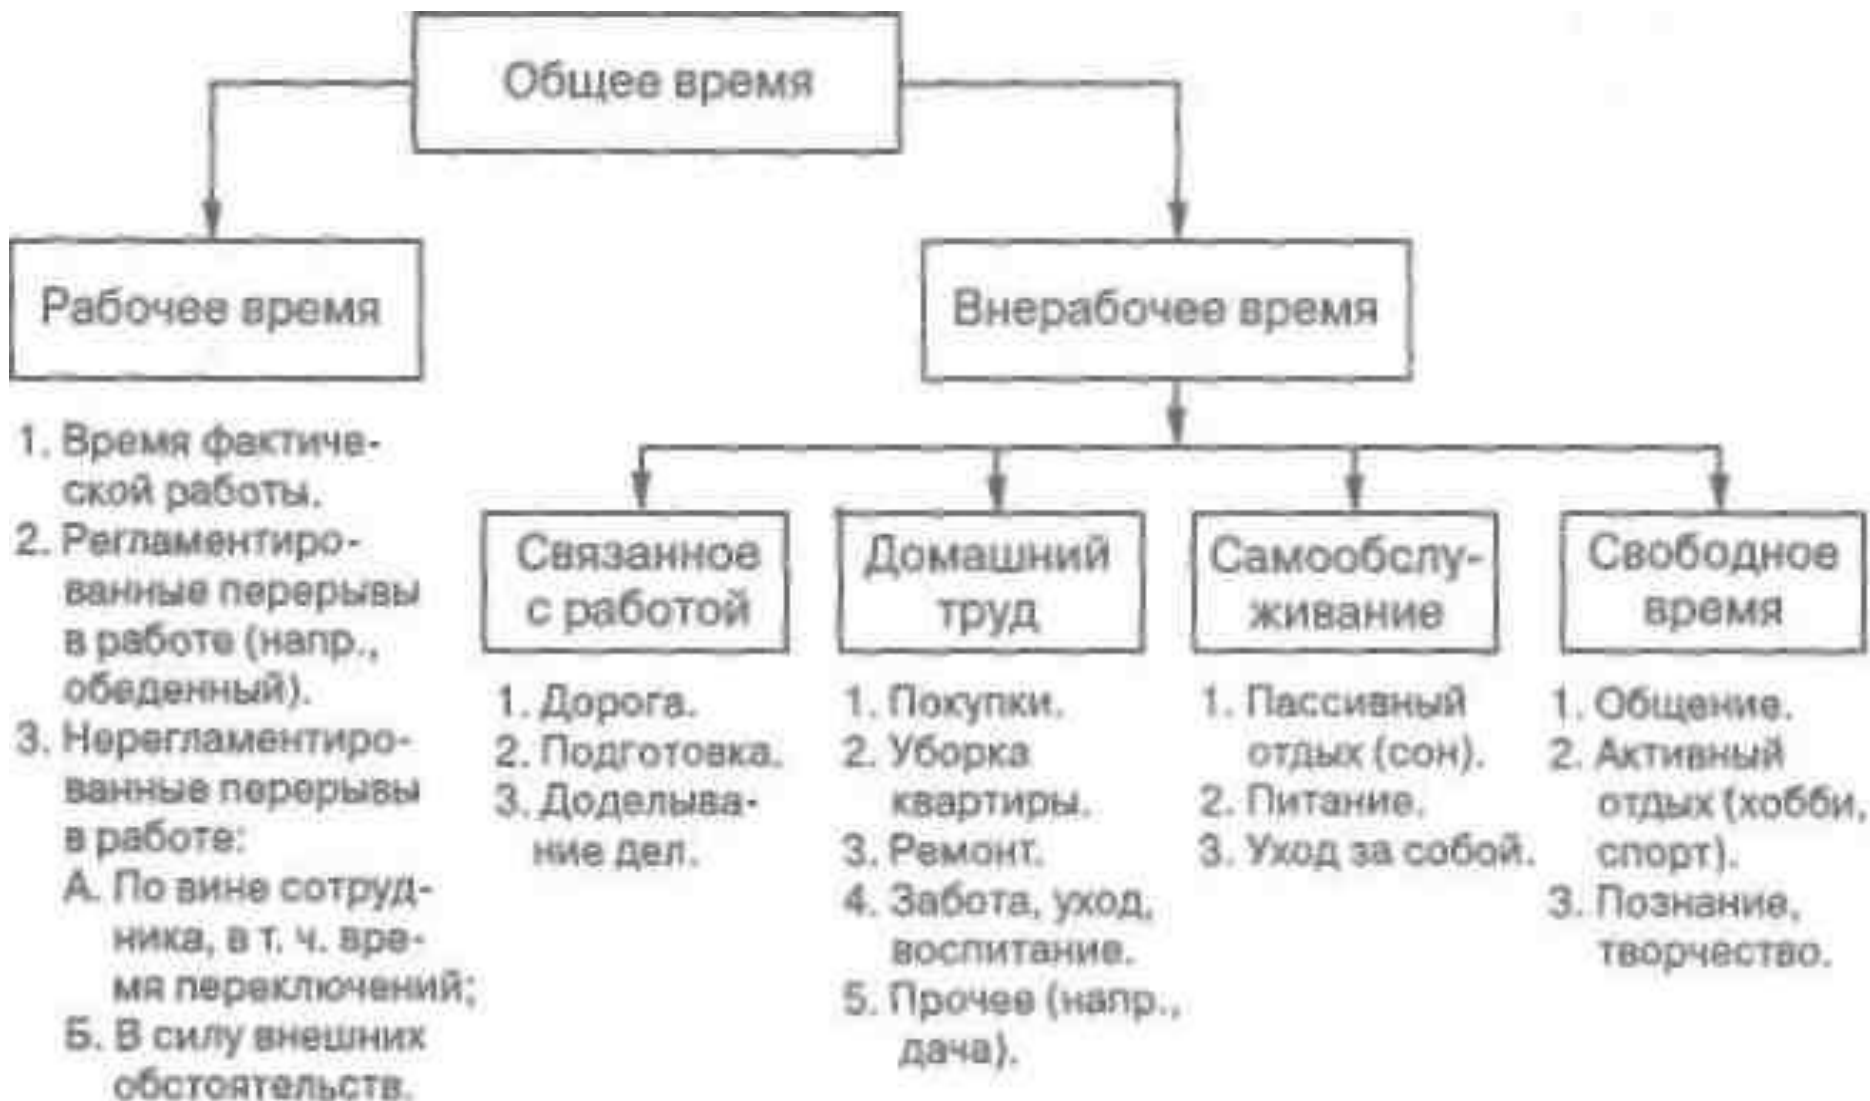 Общее время
Рабочее время
Внерабочее время
1. Время фактиче-
ской работы.
2. Регламентиро-
ванные перерывы
в работе (напр.,
обеденный).
3. Нерегламентиро-
ванные перерывы
в работе:
А. По вине сотруд-
ника, в т. ч. вре-
мя переключений;
Б. В силу внешних
обстоятельств.
Связанное
с работой
1. Дорога.
2. Подготовка.
3. Доделыва-
ние дел.
Домашний
труд
1. Покупки.
2. Уборка
квартиры.
3. Ремонт.
4. Забота, уход,
воспитание.
5. Прочее (напр.,
дача).
Самообслу-
живание
1. Пассивный
отдых (сон).
2. Питание.
3. Уход за собой.
Свободное
время
1. Общение.
2. Активный
отдых (хобби,
спорт).
3. Познание,
творчество.